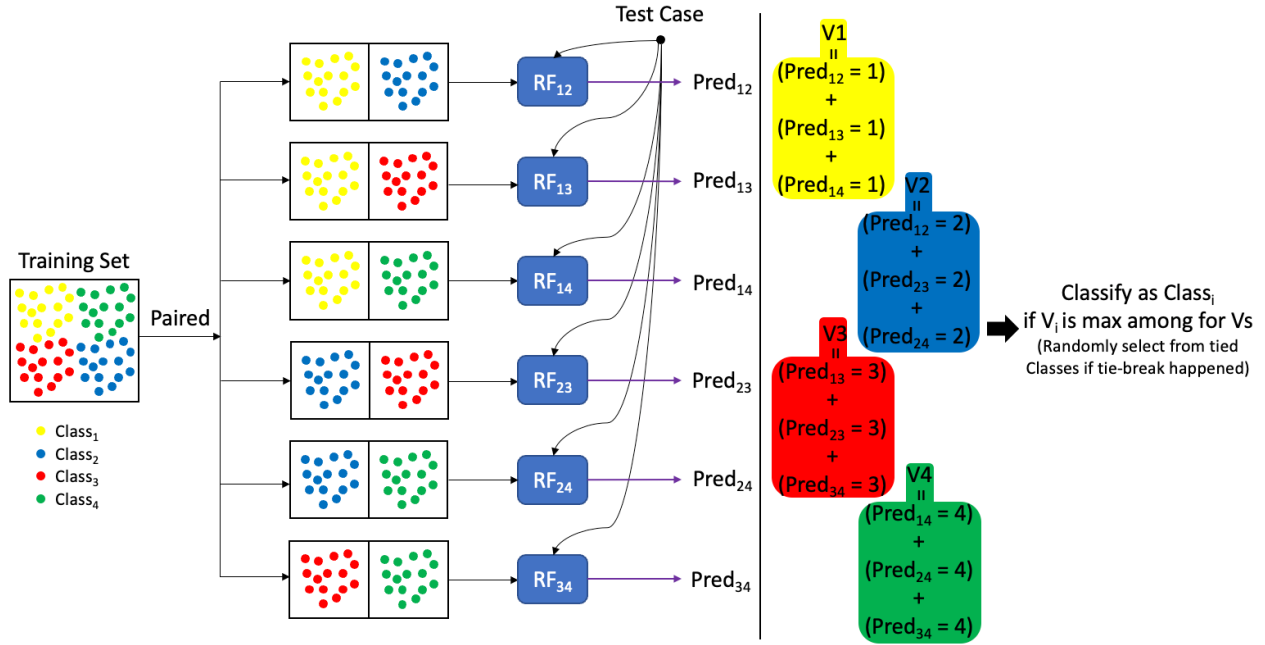 Test Case
RF₁₂
Pred₁₂
RF₁₃
Pred₁₃
RF₁₄
Pred₁₄
RF₂₃
Pred₂₃
RF₂₄
Pred₂₄
RF₃₄
Pred₃₄
Training Set
Paired
Class₁
Class₂
Class₃
Class₄
V1
=
(Pred₁₂ = 1)
+
(Pred₁₃ = 1)
+
(Pred₁₄ = 1)
V2
=
(Pred₁₂ = 2)
+
(Pred₂₃ = 2)
+
(Pred₂₄ = 2)
V3
=
(Pred₁₃ = 3)
+
(Pred₂₃ = 3)
+
(Pred₃₄ = 3)
V4
=
(Pred₁₄ = 4)
+
(Pred₂₄ = 4)
+
(Pred₃₄ = 4)
Classify as Classᵢ
if Vᵢ is max among for Vs
(Randomly select from tied
Classes if tie-break happened)